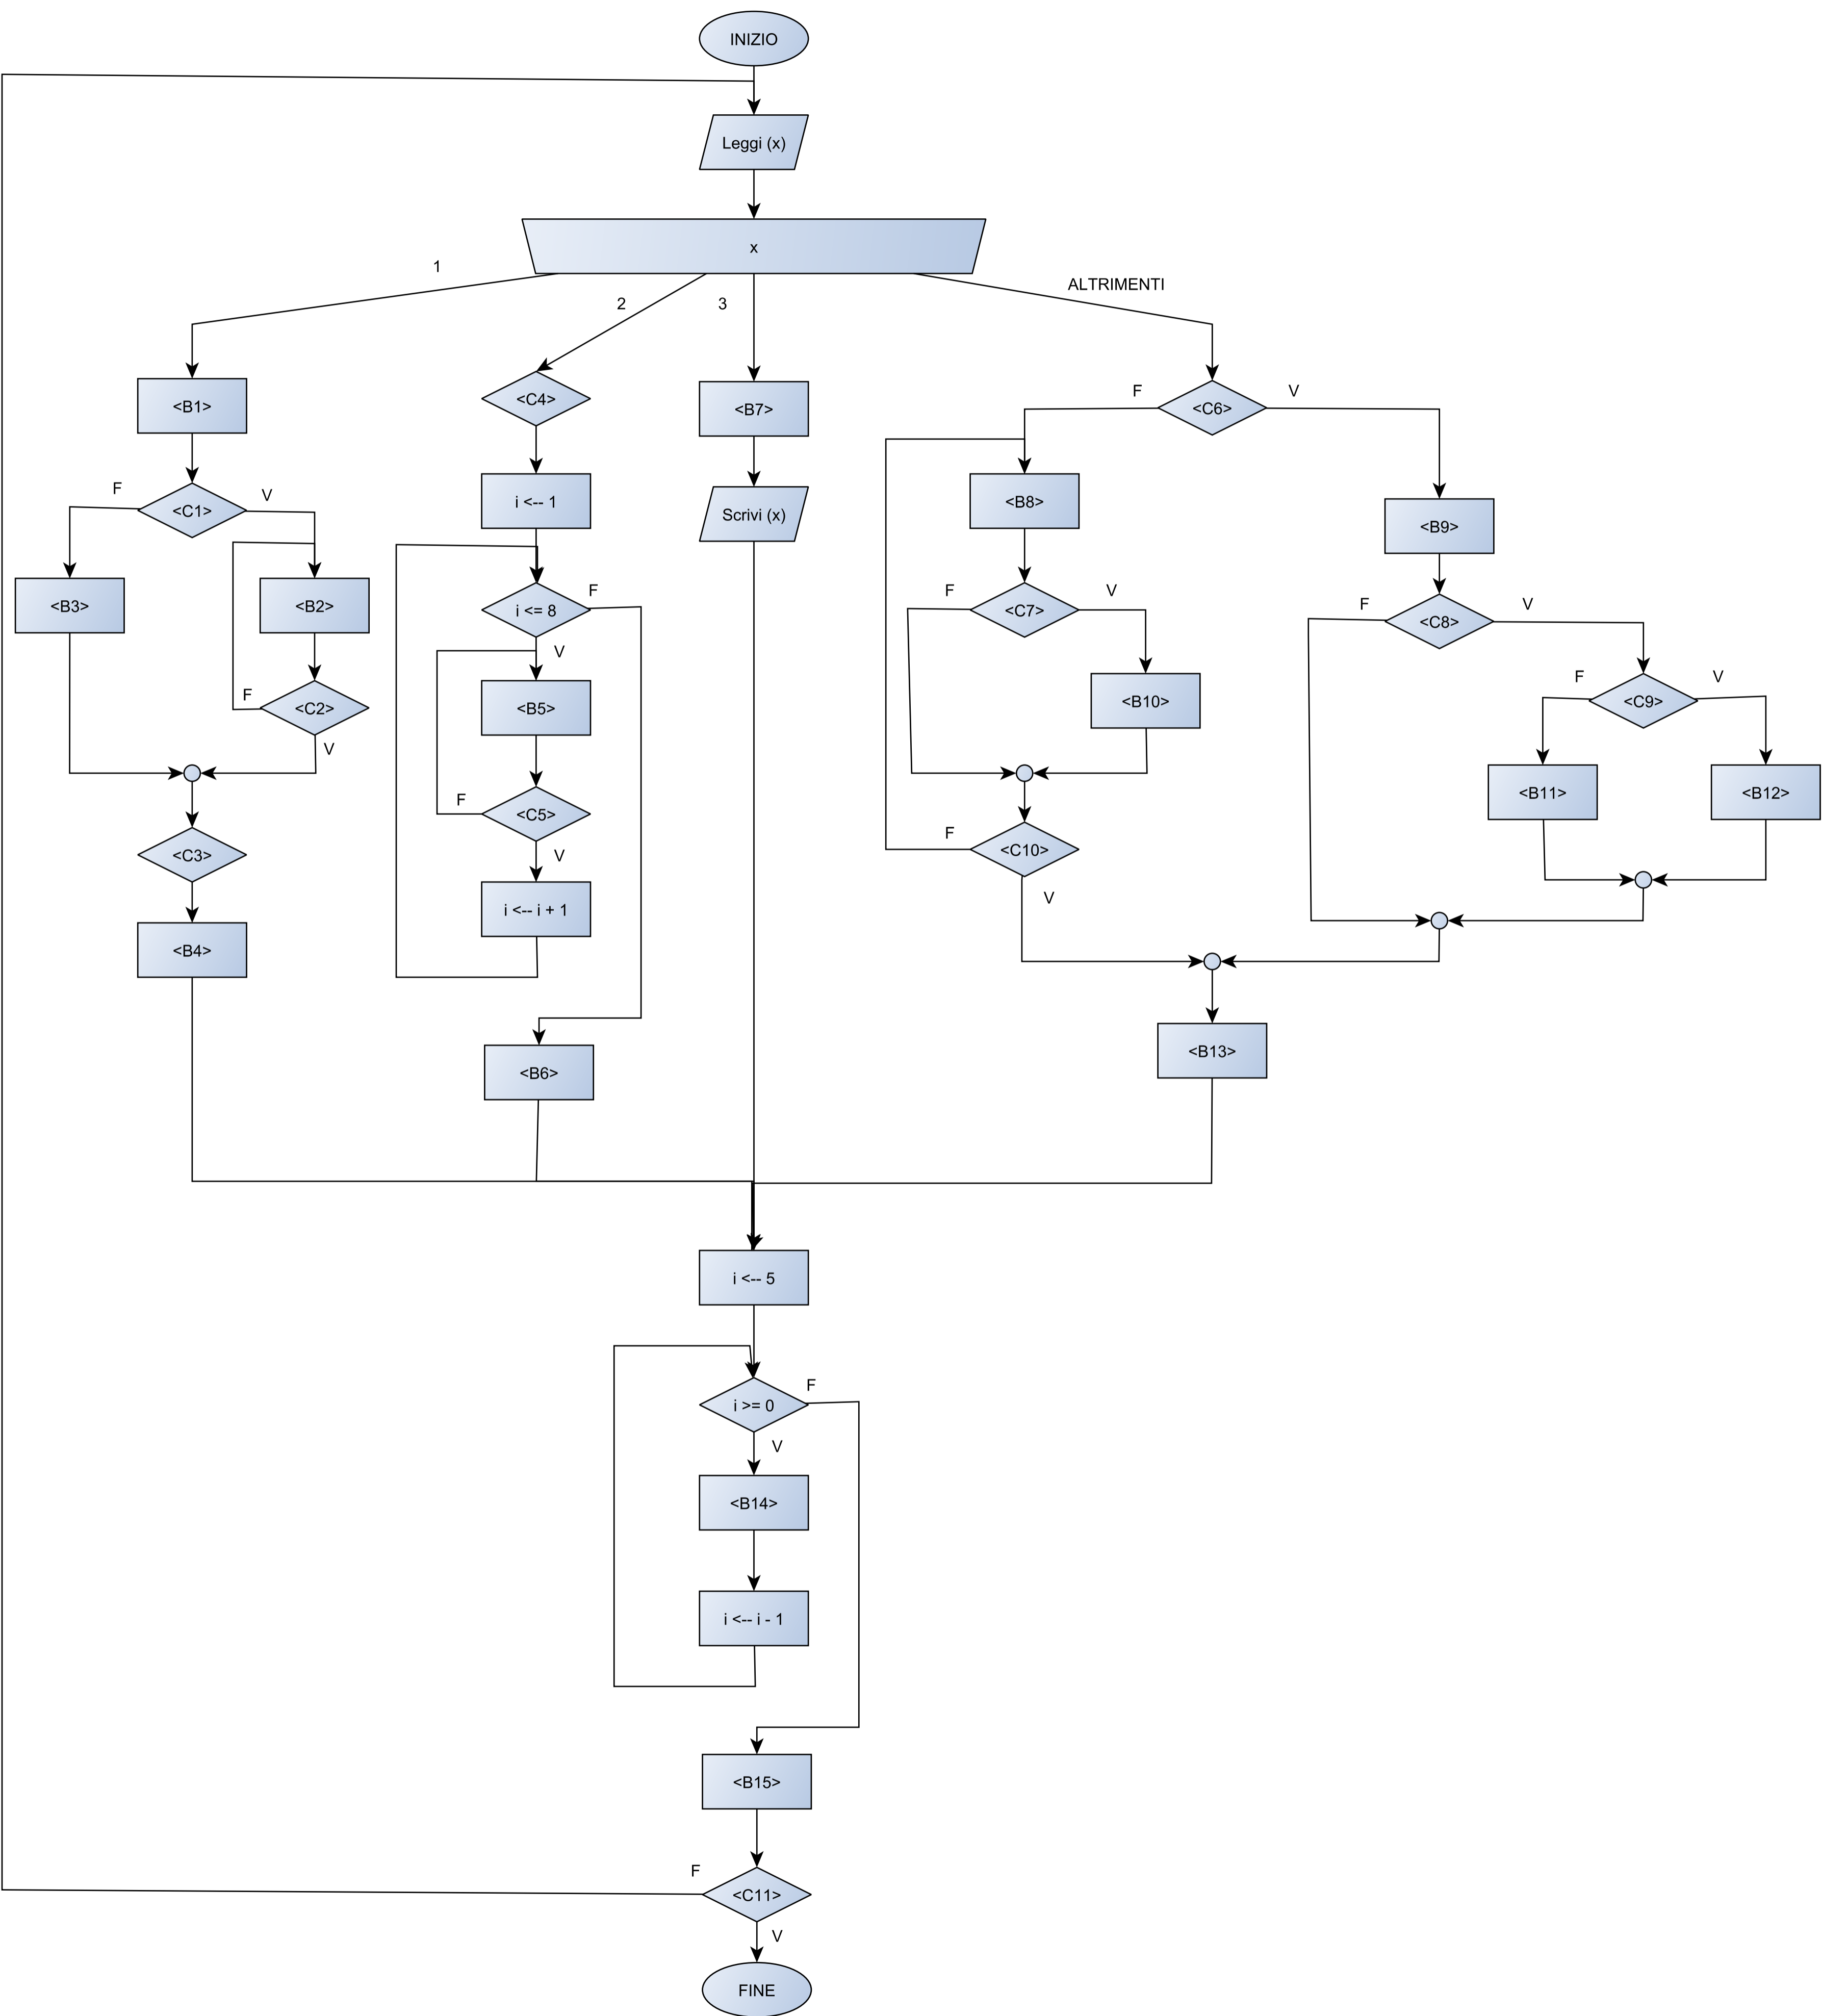 INIZIO
Leggi (x)
x
1
2
3
ALTRIMENTI
<B1>
<C1>
F
V
<B3>
<B2>
<C2>
F
V
<C3>
<B4>
<C4>
i <-- 1
i <= 8
F
V
<B5>
<C5>
F
V
i <-- i + 1
<B6>
<B7>
Scrivi (x)
<C6>
F
V
<B8>
<C7>
F
V
<B10>
<C10>
F
V
<B9>
<C8>
F
V
<C9>
F
V
<B11>
<B12>
<B13>
i <-- 5
i >= 0
F
V
<B14>
i <-- i - 1
<B15>
<C11>
F
V
FINE